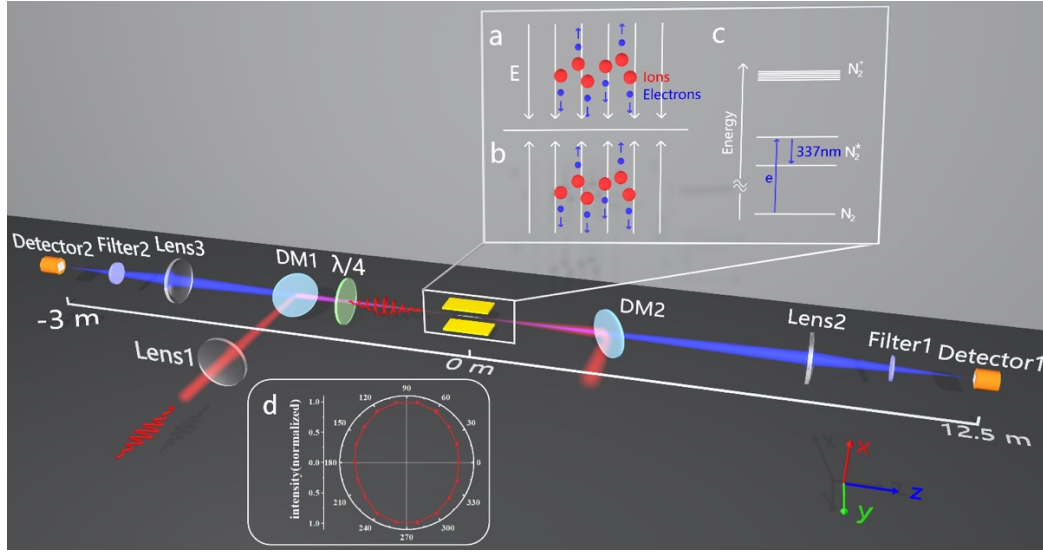 a
E
Ions
Electrons
b
c
Energy
N₂⁺
337nm
N₂*
e
N₂
Detector2
Filter2
Lens3
DM1
λ/4
DM2
Lens2
Filter1
Detector1
-3 m
Lens1
0 m
12.5 m
d
intensity(normalized)
1.0
0.5
0.0
0.5
1.0
90
60
30
0
330
300
270
240
210
180
150
120
x
y
z